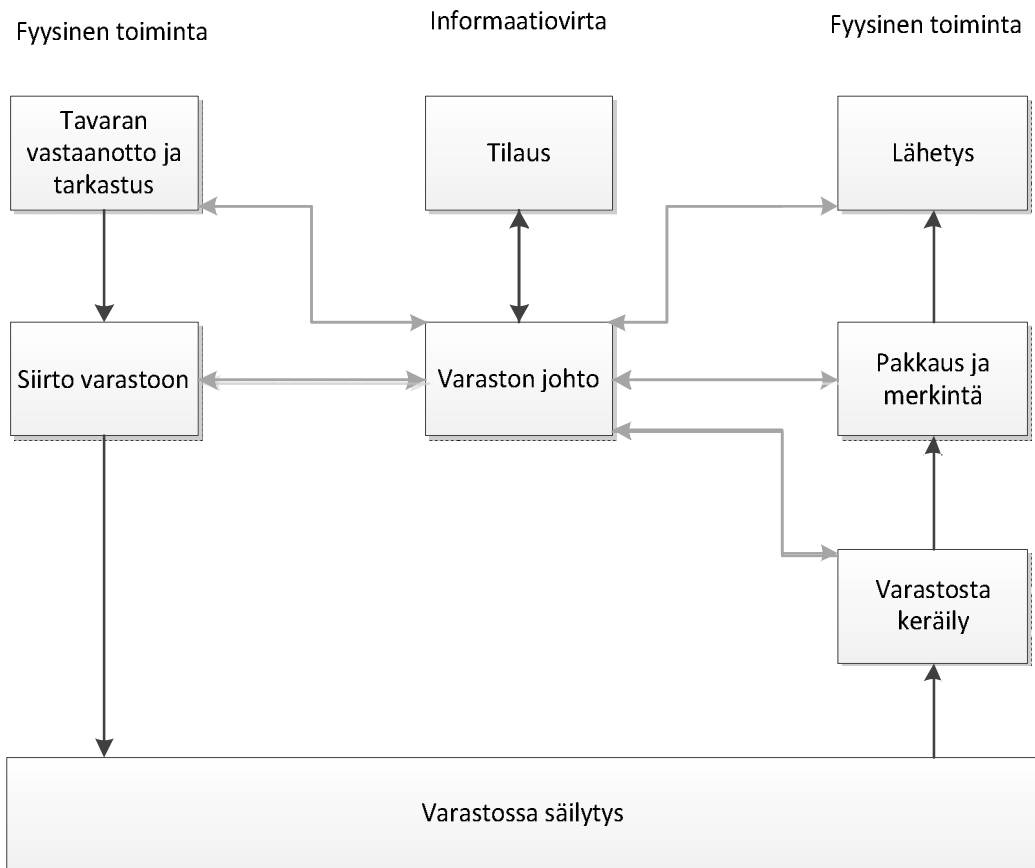 Fyysinen toiminta
Informaatiovirta
Fyysinen toiminta
Tavaran
vastaanotto ja
tarkastus
Tilaus
Lähetys
Siirto varastoon
Varaston johto
Pakkaus ja
merkintä
Varastosta
keräily
Varastossa säilytys